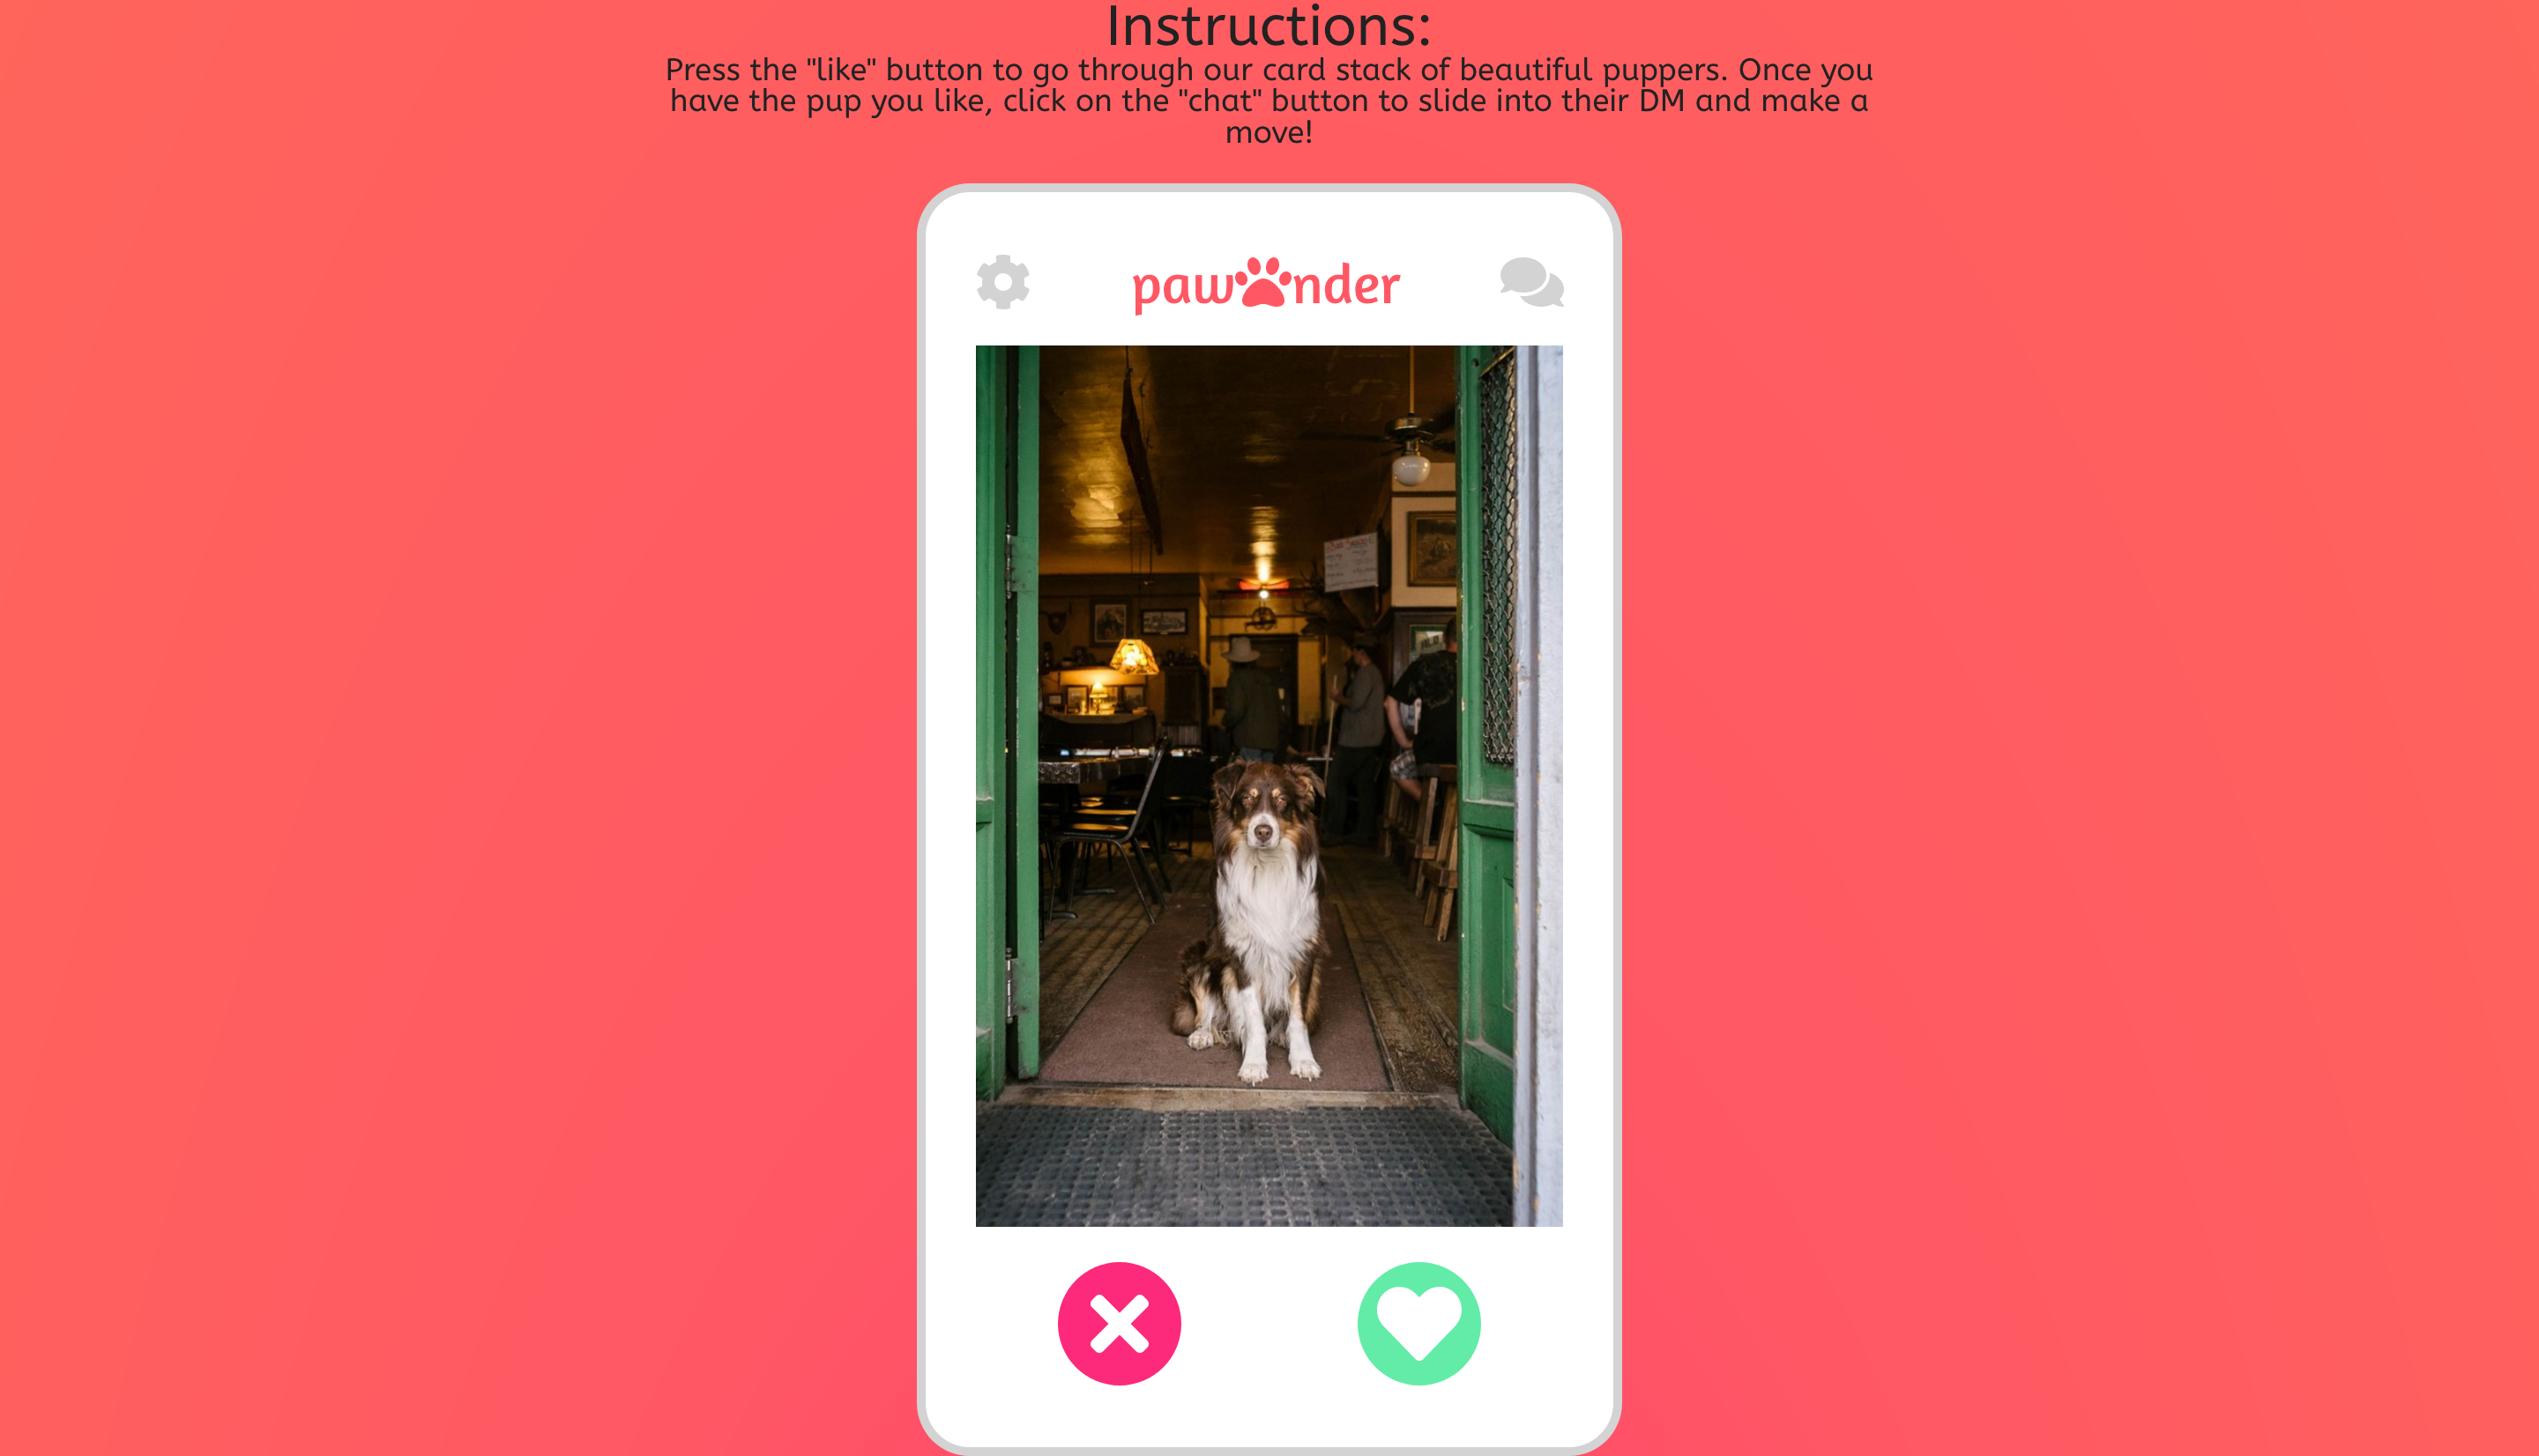 Instructions:
Press the "like" button to go through our card stack of beautiful puppers. Once you
have the pup you like, click on the "chat" button to slide into their DM and make a
move!
pawnder